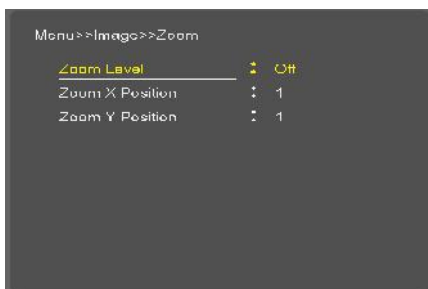 Menu>>Image>>Zoom
Zoom Level : Off
Zoom X Position : 1
Zoom Y Position : 1